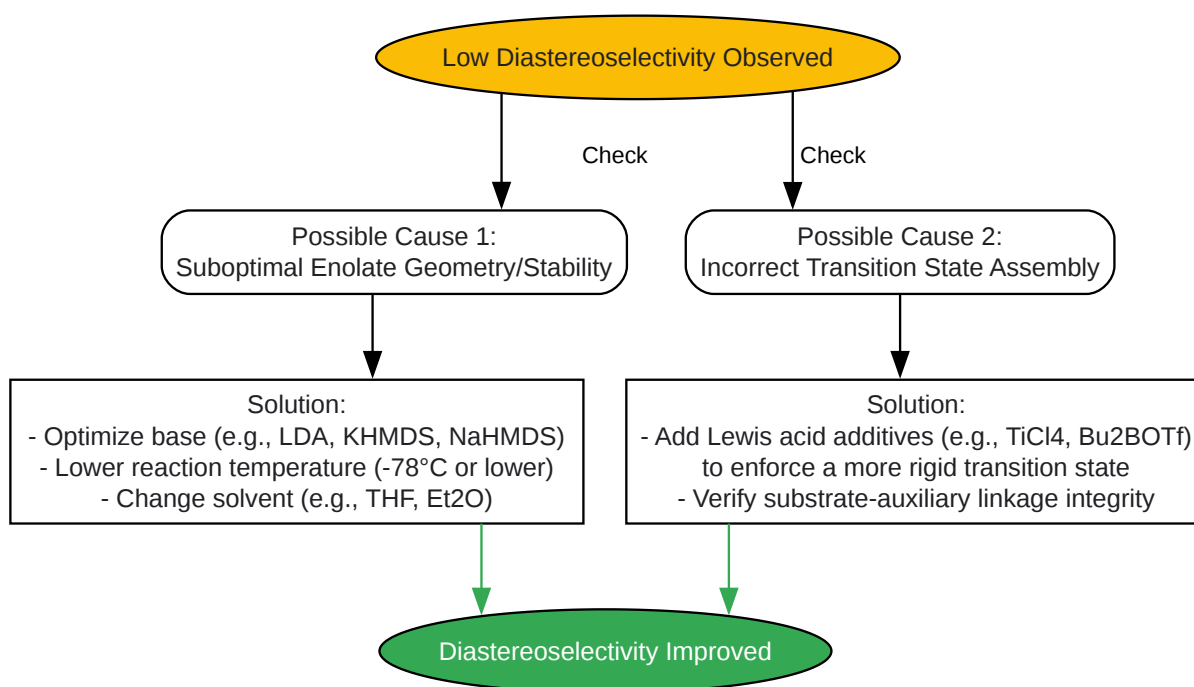 Low Diastereoselectivity Observed
Check
Check
Possible Cause 1:
Suboptimal Enolate Geometry/Stability
Possible Cause 2:
Incorrect Transition State Assembly
Solution:
- Optimize base (e.g., LDA, KHMDS, NaHMDS)
- Lower reaction temperature (-78°C or lower)
- Change solvent (e.g., THF, Et2O)
Solution:
- Add Lewis acid additives (e.g., TiCl4, Bu2BOTf)
to enforce a more rigid transition state
- Verify substrate-auxiliary linkage integrity
Diastereoselectivity Improved